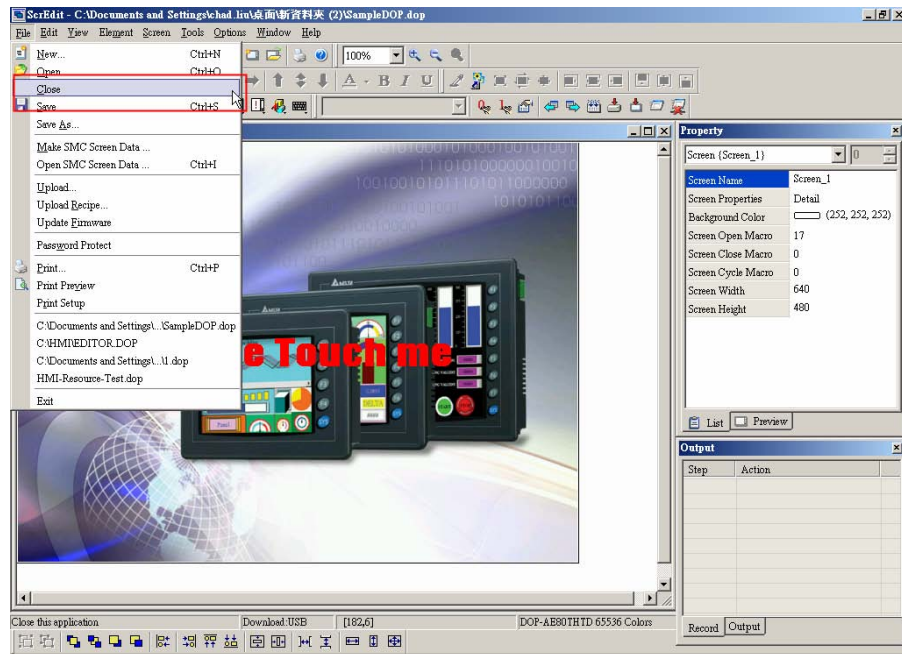 ScrEdit - C:\Documents and Settings\chad.liu\桌面\新資料夾 (2)\SampleDOP.dop
File Edit View Element Screen Tools Options Window Help
New... Ctrl+N
Open Ctrl+O
Close
Save Ctrl+S
Save As...
Make SMC Screen Data ...
Open SMC Screen Data ... Ctrl+I
Upload...
Upload Recipe...
Update Firmware
Password Protect
Print... Ctrl+P
Print Preview
Print Setup
C:\Documents and Settings\...\SampleDOP.dop
C:\HMI\EDITOR.DOP
C:\Documents and Settings\...\1.dop
HMI-Resource-Test.dop
Exit
100%
A B I U
e Touch me
DELTA
Property
Screen {Screen_1} 0
Screen Name Screen_1
Screen Properties Detail
Background Color (252, 252, 252)
Screen Open Macro 17
Screen Close Macro 0
Screen Cycle Macro 0
Screen Width 640
Screen Height 480
List Preview
Output
Step Action
Record Output
Close this application Download:USB [182,6] DOP-AE80THTD 65536 Colors